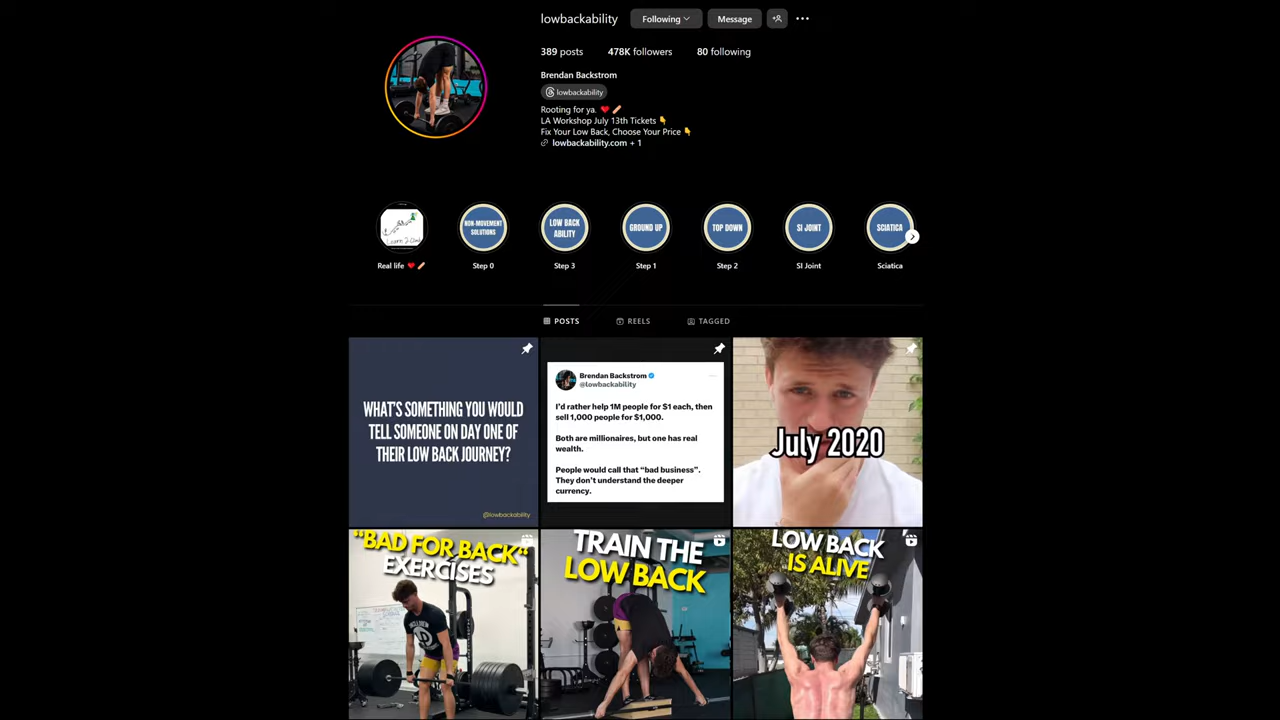 lowbackability
Following
Message
389 posts
478K followers
80 following
Brendan Backstrom
lowbackability
Rooting for ya. ❤️ 🩹
LA Workshop July 13th Tickets 👇
Fix Your Low Back, Choose Your Price 👇
lowbackability.com + 1
NON-MOVEMENT
SOLUTIONS
LOW BACK
ABILITY
GROUND UP
TOP DOWN
SI JOINT
SCIATICA
Real life ❤️ 🩹
Step 0
Step 3
Step 1
Step 2
SI Joint
Sciatica
POSTS
REELS
TAGGED
WHAT'S SOMETHING YOU WOULD
TELL SOMEONE ON DAY ONE OF
THEIR LOW BACK JOURNEY?
@lowbackability
Brendan Backstrom
@lowbackability
I'd rather help 1M people for $1 each, then
sell 1,000 people for $1,000.
Both are millionaires, but one has real
wealth.
People would call that "bad business".
They don't understand the deeper
currency.
July 2020
"BAD FOR BACK"
EXERCISES
TRAIN THE
LOW BACK
LOW BACK
IS ALIVE